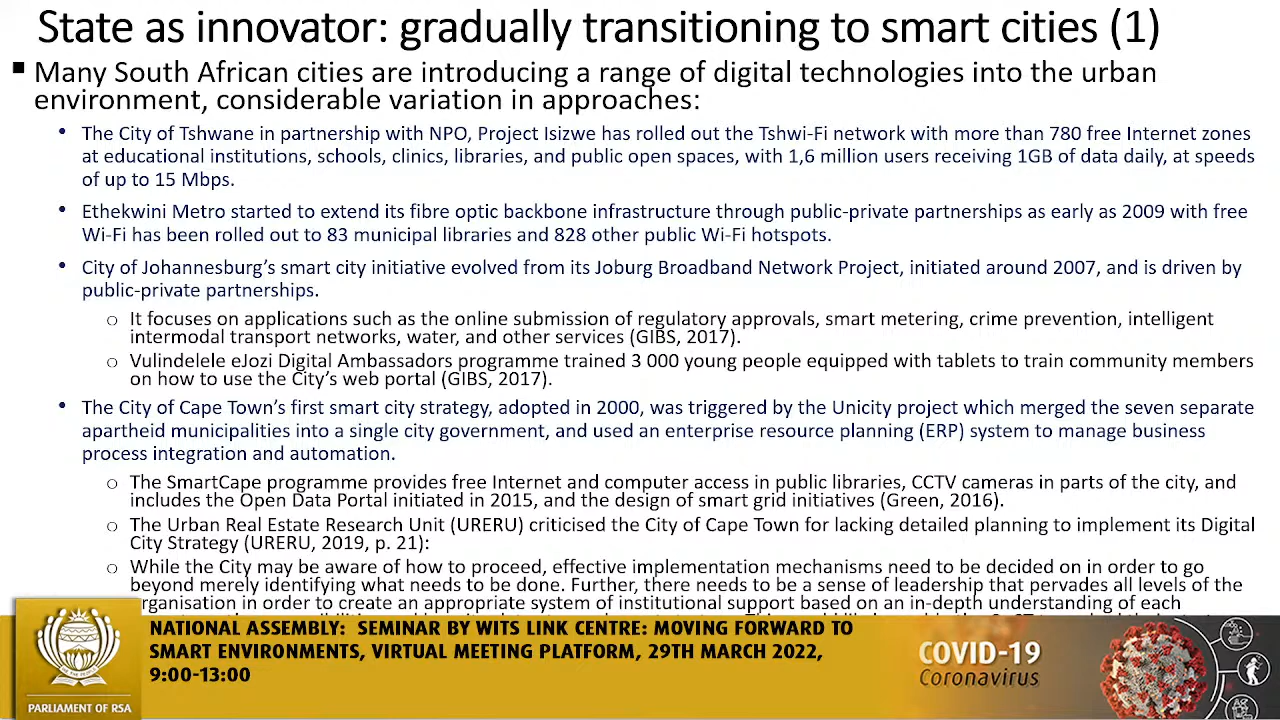 State as innovator: gradually transitioning to smart cities (1)
▪ Many South African cities are introducing a range of digital technologies into the urban
environment, considerable variation in approaches:
• The City of Tshwane in partnership with NPO, Project Isizwe has rolled out the Tshwi-Fi network with more than 780 free Internet zones
at educational institutions, schools, clinics, libraries, and public open spaces, with 1,6 million users receiving 1GB of data daily, at speeds
of up to 15 Mbps.
• Ethekwini Metro started to extend its fibre optic backbone infrastructure through public-private partnerships as early as 2009 with free
Wi-Fi has been rolled out to 83 municipal libraries and 828 other public Wi-Fi hotspots.
• City of Johannesburg's smart city initiative evolved from its Joburg Broadband Network Project, initiated around 2007, and is driven by
public-private partnerships.
o It focuses on applications such as the online submission of regulatory approvals, smart metering, crime prevention, intelligent
intermodal transport networks, water, and other services (GIBS, 2017).
o Vulindelele eJozi Digital Ambassadors programme trained 3 000 young people equipped with tablets to train community members
on how to use the City's web portal (GIBS, 2017).
• The City of Cape Town's first smart city strategy, adopted in 2000, was triggered by the Unicity project which merged the seven separate
apartheid municipalities into a single city government, and used an enterprise resource planning (ERP) system to manage business
process integration and automation.
o The SmartCape programme provides free Internet and computer access in public libraries, CCTV cameras in parts of the city, and
includes the Open Data Portal initiated in 2015, and the design of smart grid initiatives (Green, 2016).
o The Urban Real Estate Research Unit (URERU) criticised the City of Cape Town for lacking detailed planning to implement its Digital
City Strategy (URERU, 2019, p. 21):
o While the City may be aware of how to proceed, effective implementation mechanisms need to be decided on in order to go
beyond merely identifying what needs to be done. Further, there needs to be a sense of leadership that pervades all levels of the
organisation in order to create an appropriate system of institutional support based on an in-depth understanding of each
NATIONAL ASSEMBLY: SEMINAR BY WITS LINK CENTRE: MOVING FORWARD TO
SMART ENVIRONMENTS, VIRTUAL MEETING PLATFORM, 29TH MARCH 2022,
9:00-13:00
PARLIAMENT OF RSA
COVID-19
Coronavirus